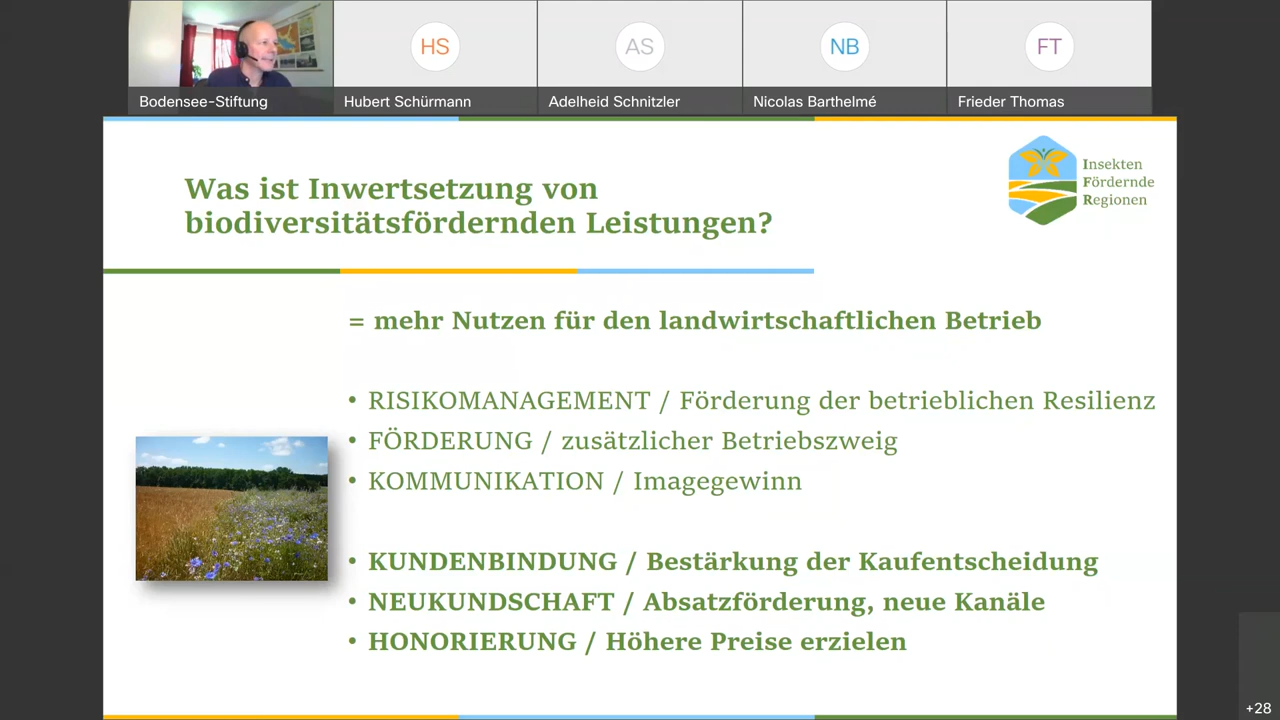 HS
AS
NB
FT
Bodensee-Stiftung
Hubert Schürmann
Adelheid Schnitzler
Nicolas Barthelmé
Frieder Thomas
Was ist Inwertsetzung von
biodiversitätsfördernden Leistungen?
Insekten
Fördernde
Regionen
= mehr Nutzen für den landwirtschaftlichen Betrieb
• RISIKOMANAGEMENT / Förderung der betrieblichen Resilienz
• FÖRDERUNG / zusätzlicher Betriebszweig
• KOMMUNIKATION / Imagegewinn
• KUNDENBINDUNG / Bestärkung der Kaufentscheidung
• NEUKUNDSCHAFT / Absatzförderung, neue Kanäle
• HONORIERUNG / Höhere Preise erzielen
+28